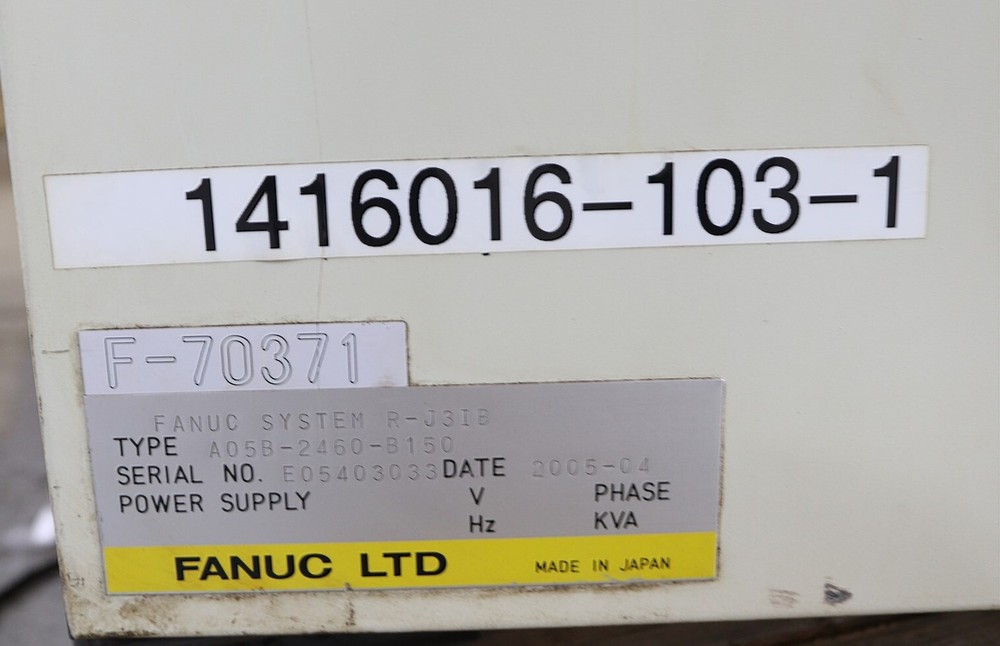 1416016-103-1
F-70371
FANUC SYSTEM R-J3IB
TYPE A05B-2460-B150
SERIAL NO. E05403033 DATE 2005-04
POWER SUPPLY V PHASE
Hz KVA
FANUC LTD MADE IN JAPAN